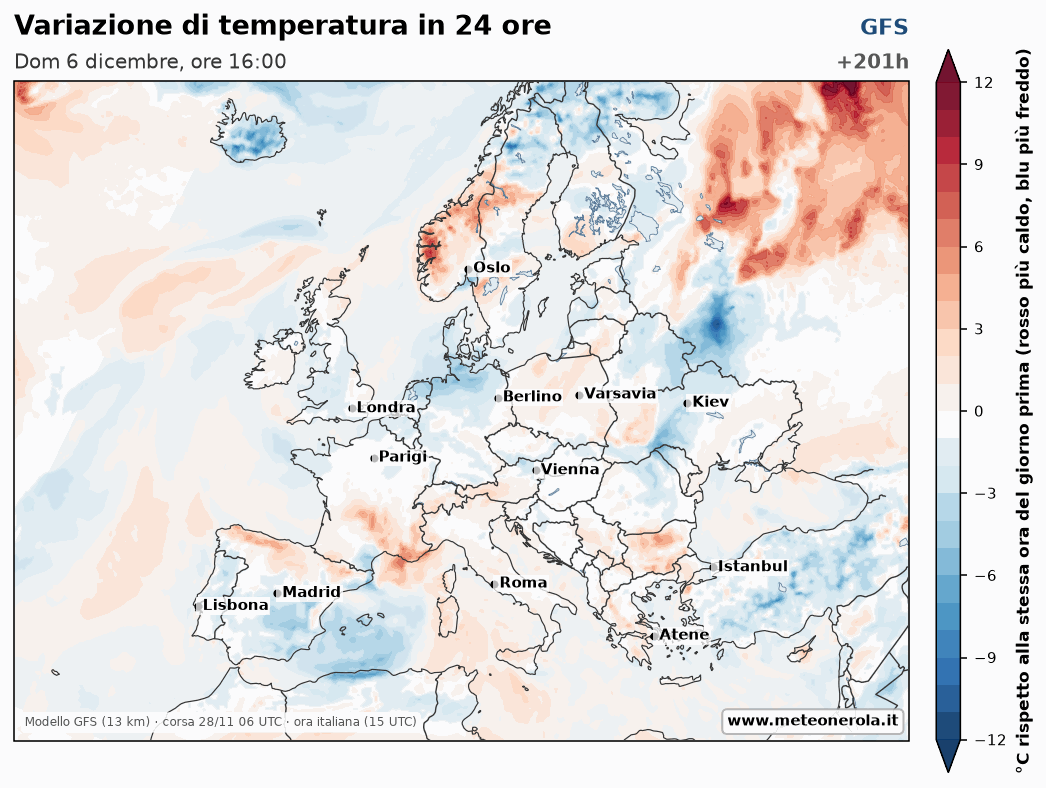 Variazione di temperatura in 24 ore
GFS
Dom 6 dicembre, ore 16:00
+201h
Oslo
Londra
Berlino
Varsavia
Kiev
Parigi
Vienna
Istanbul
Roma
Madrid
Lisbona
Atene
Modello GFS (13 km) · corsa 28/11 06 UTC · ora italiana (15 UTC)
www.meteonerola.it
12
9
6
3
0
−3
−6
−9
−12
°C rispetto alla stessa ora del giorno prima (rosso più caldo, blu più freddo)